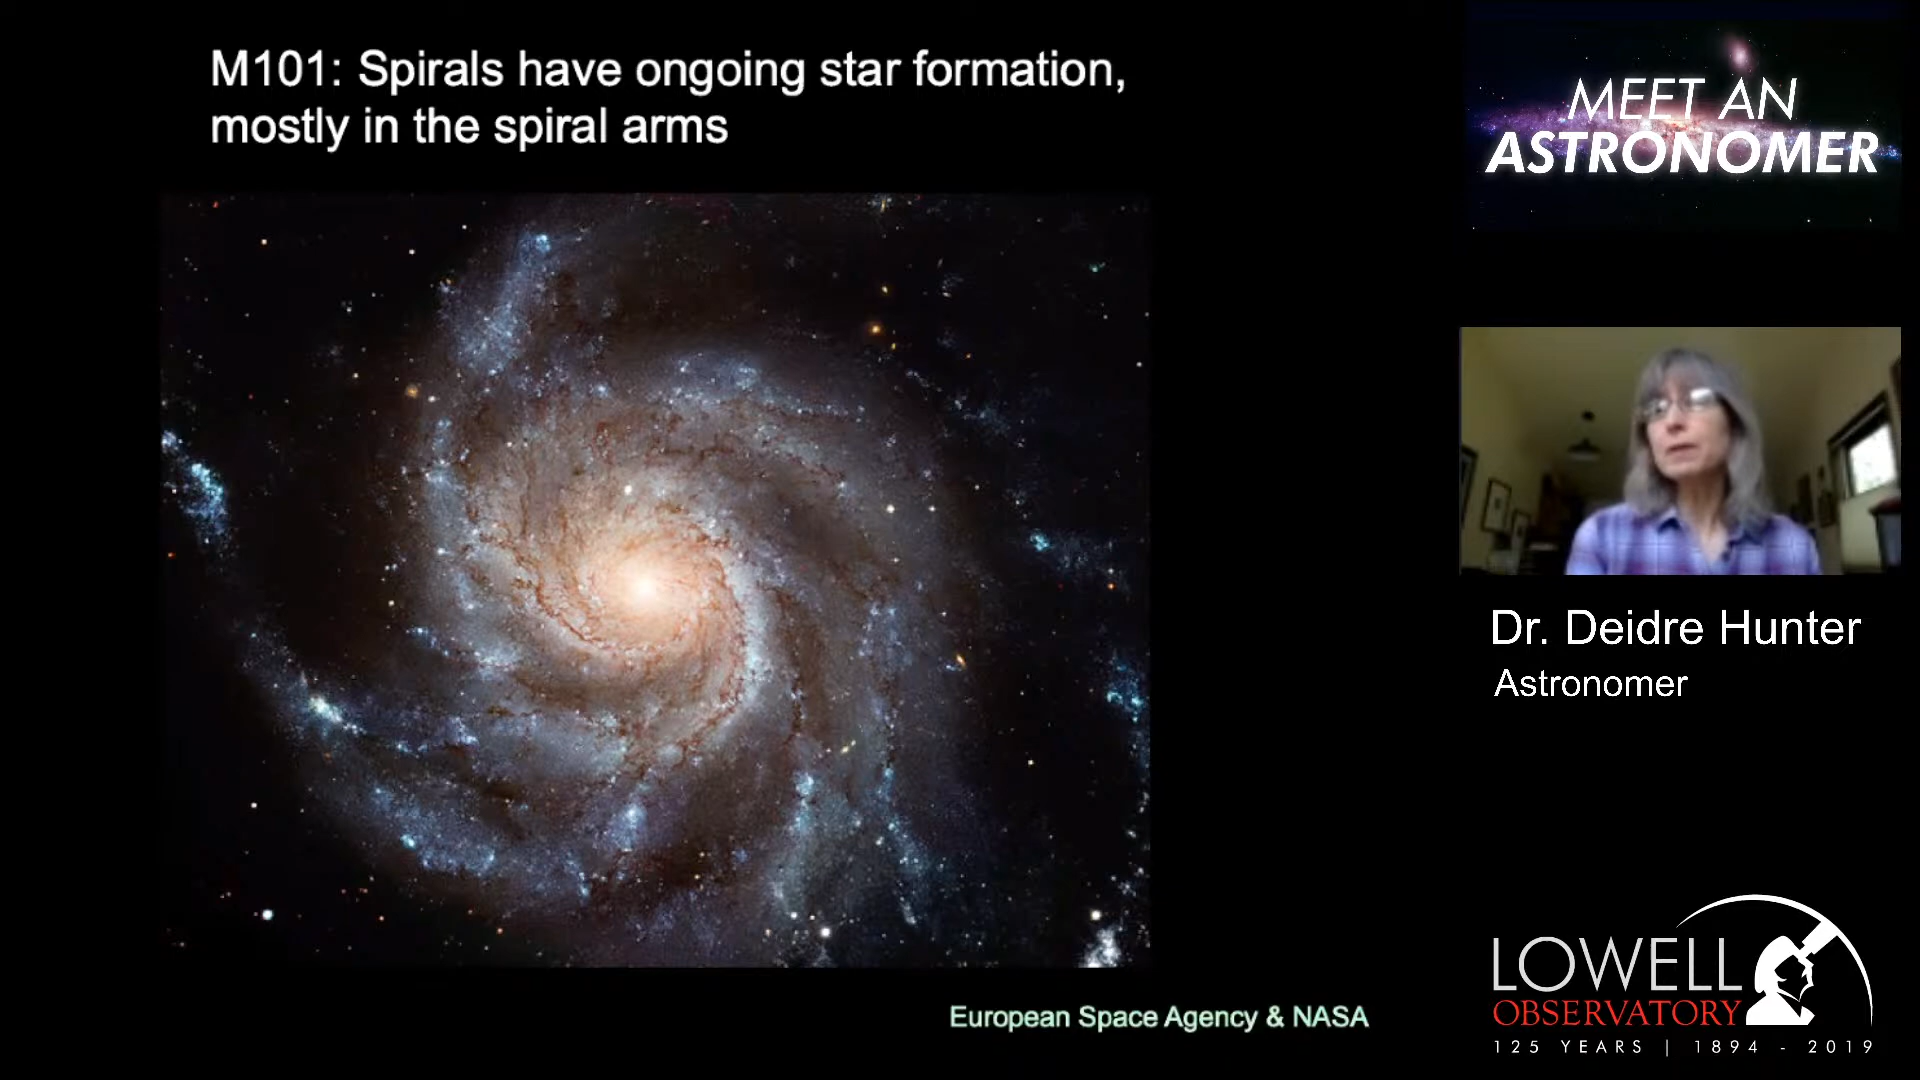 M101: Spirals have ongoing star formation,
mostly in the spiral arms
European Space Agency & NASA
MEET AN
ASTRONOMER
Dr. Deidre Hunter
Astronomer
LOWELL
OBSERVATORY
125 YEARS | 1894 - 2019